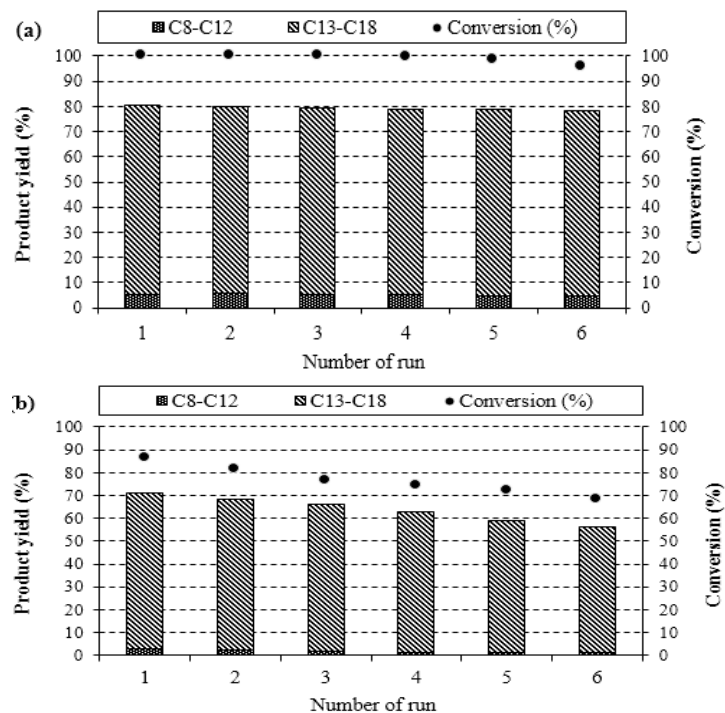 (a)
C8-C12 C13-C18 Conversion (%)
100 100
90 90
80 80
70 70
60 60
50 50
40 40
30 30
20 20
10 10
0 0
Product yield (%)
Conversion (%)
1 2 3 4 5 6
Number of run
b)
C8-C12 C13-C18 Conversion (%)
100 100
90 90
80 80
70 70
60 60
50 50
40 40
30 30
20 20
10 10
0 0
Product yield (%)
Conversion (%)
1 2 3 4 5 6
Number of run